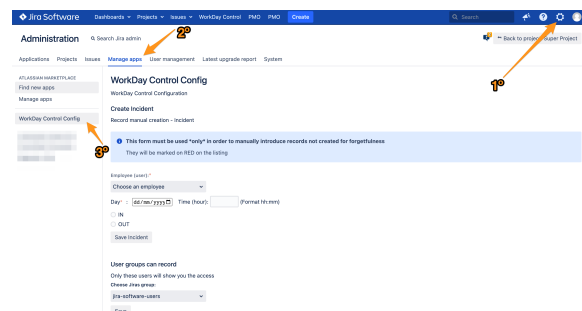 Jira Software Dashboards Projects Issues WorkDay Control PMO PMO Create Search
Administration Search Jira admin Back to project: Super Project
2º
1º
Applications Projects Issues Manage apps User management Latest upgrade report System
ATLASSIAN MARKETPLACE
Find new apps
Manage apps
WorkDay Control Config
3º
WorkDay Control Config
WorkDay Control Configuration
Create Incident
Record manual creation - Incident
This form must be used *only* in order to manually introduce records not created for forgetfulness
They will be marked on RED on the listing
Employee (user):*
Choose an employee
Day* : dd/mm/yyyy Time (hour): (Format hh:mm)
IN
OUT
Save Incident
User groups can record
Only these users will show you the access
Choose Jiras group:
jira-software-users
Save